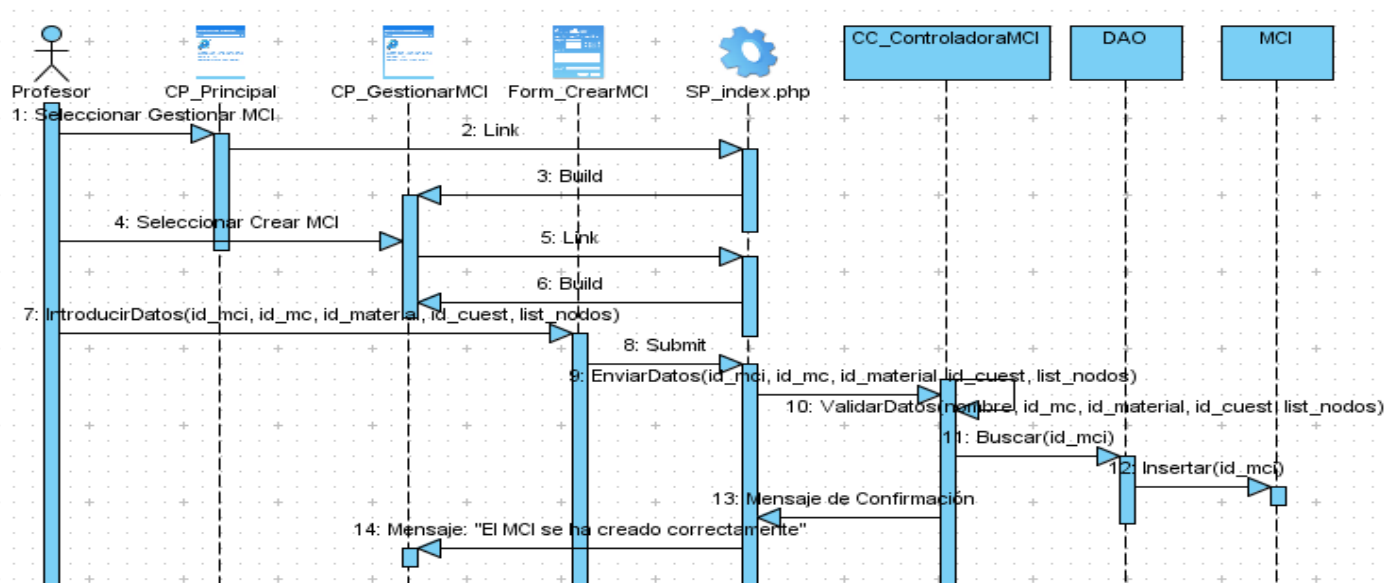 CC_ControladoraMCI
DAO
MCI
Profesor
CP_Principal
CP_GestionarMCI
Form_CrearMCI
SP_index.php
1: Seleccionar Gestionar MCI
2: Link
3: Build
4: Seleccionar Crear MCI
5: Link
6: Build
7: IntroducirDatos(id_mci, id_mc, id_material, id_cuest, list_nodos)
8: Submit
9: EnviarDatos(id_mci, id_mc, id_material, id_cuest, list_nodos)
10: ValidarDatos(nombre, id_mc, id_material, id_cuest, list_nodos)
11: Buscar(id_mci)
12: Insertar(id_mci)
13: Mensaje de Confirmación
14: Mensaje: "El MCI se ha creado correctamente"